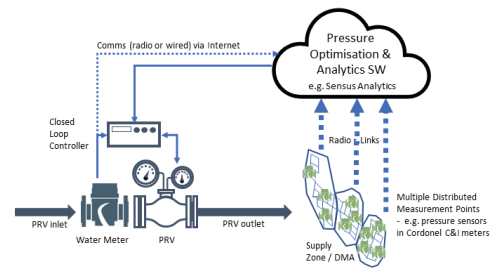 Pressure
Optimisation &
Analytics SW
e.g. Sensus Analytics
Comms (radio or wired) via Internet
Closed
Loop
Controller
Radio Links
Multiple Distributed
Measurement Points
- e.g. pressure sensors
in Cordonel C&I meters
PRV inlet
Water Meter
PRV
PRV outlet
Supply
Zone / DMA